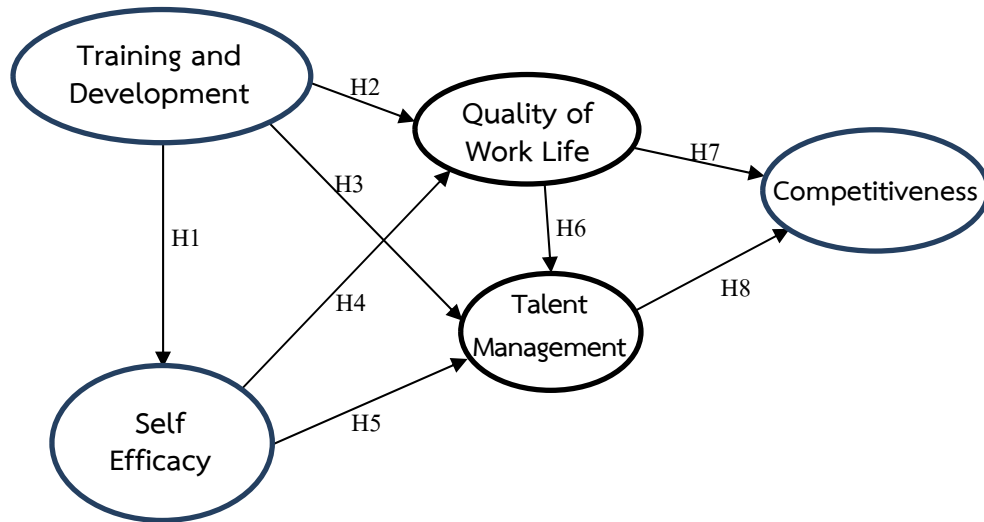 Training and
Development
H2
Quality of
Work Life
H7
Competitiveness
H3
H1
H6
H4
Talent
Management
H8
Self
Efficacy
H5